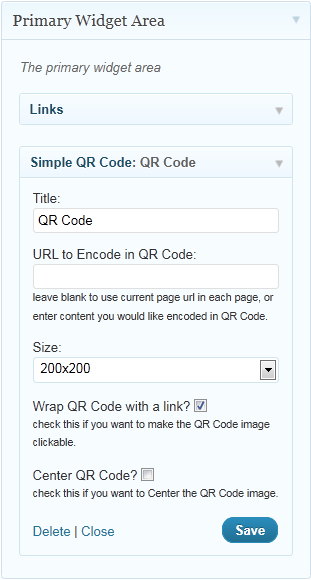 Primary Widget Area
The primary widget area
Links
Simple QR Code: QR Code
Title:
QR Code
URL to Encode in QR Code:
leave blank to use current page url in each page, or
enter content you would like encoded in QR Code.
Size:
200x200
Wrap QR Code with a link?
check this if you want to make the QR Code image
clickable.
Center QR Code?
check this if you want to Center the QR Code image.
Delete | Close Save